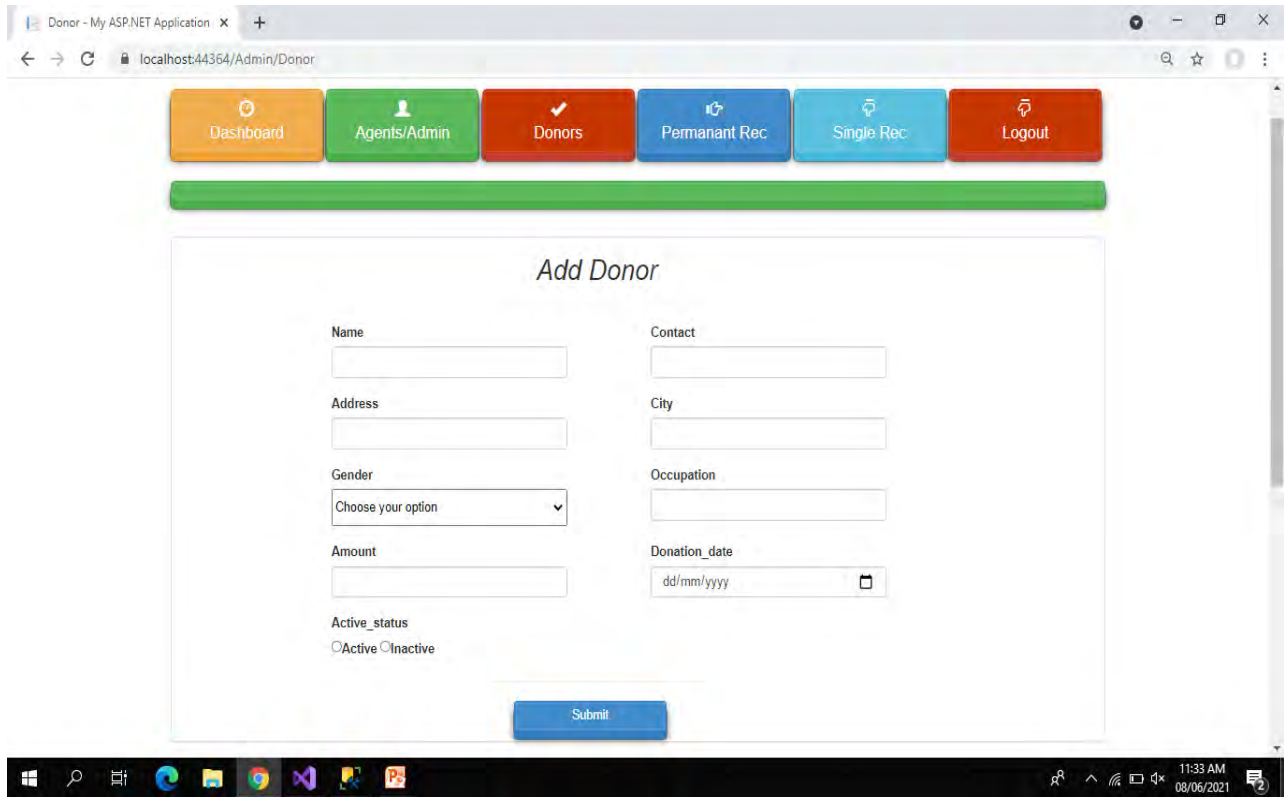 Donor - My ASP.NET Application
localhost:44364/Admin/Donor
Dashboard Agents/Admin Donors Permanant Rec Single Rec Logout
Add Donor
Name Contact
Address City
Gender Occupation
Choose your option
Amount Donation_date
dd/mm/yyyy
Active_status
Active Inactive
Submit
11:33 AM
08/06/2021
2